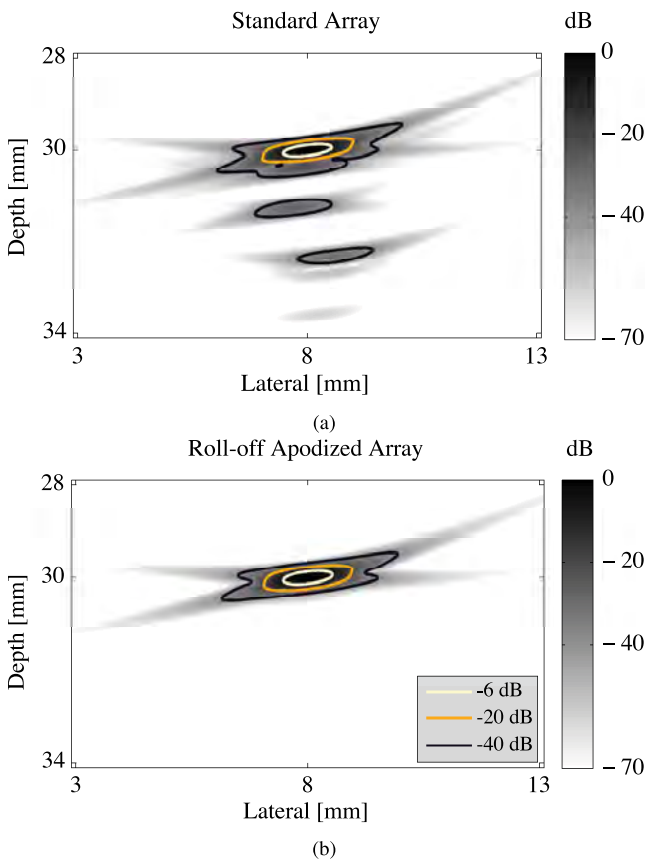 Standard Array
dB
28
30
34
Depth [mm]
3
8
13
Lateral [mm]
0
−20
−40
−70
(a)
Roll-off Apodized Array
dB
28
30
34
Depth [mm]
3
8
13
Lateral [mm]
-6 dB
-20 dB
-40 dB
0
−20
−40
−70
(b)